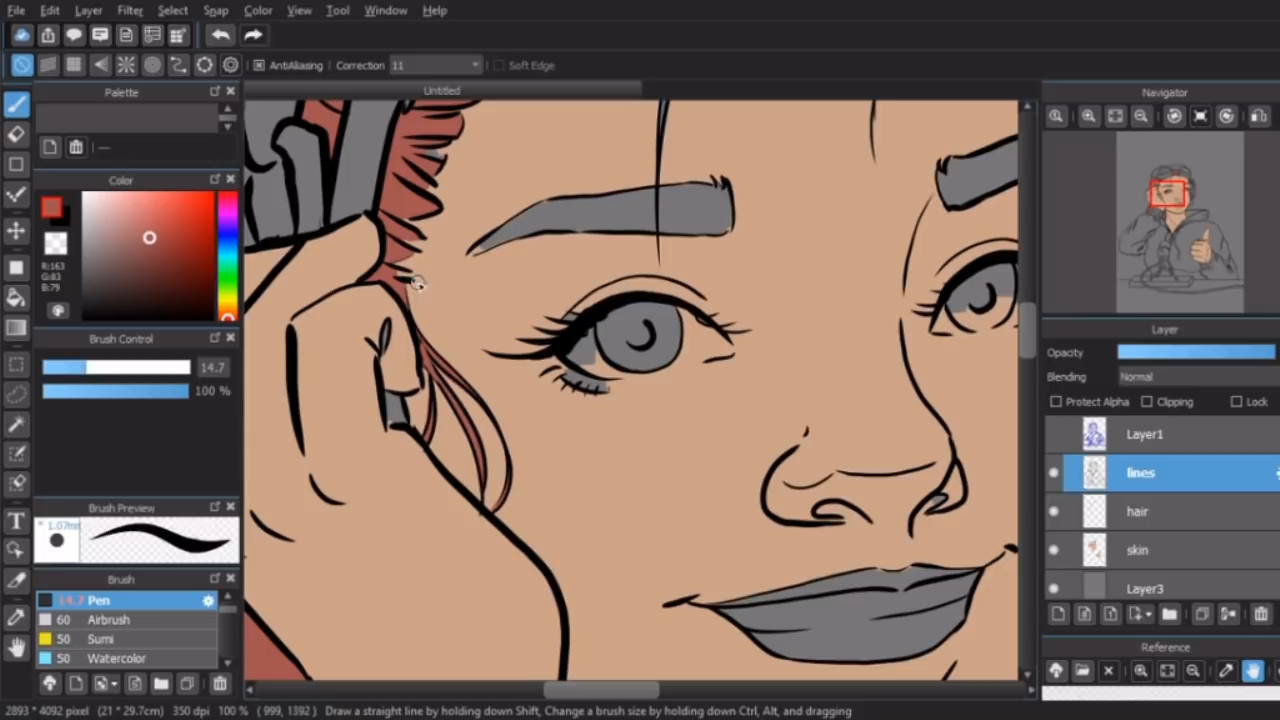 File Edit Layer Filter Select Snap Color View Tool Window Help
AntiAliasing Correction 11 Soft Edge
Palette
Untitled
Navigator
Color
R:163
G:83
B:79
Brush Control
14.7
100 %
Layer
Opacity
Blending Normal
Protect Alpha Clipping Lock
Layer1
lines
hair
skin
Layer3
Brush Preview
* 1.07mm
Brush
14.7 Pen
60 Airbrush
50 Sumi
50 Watercolor
Reference
2893 * 4092 pixel (21 * 29.7cm) 350 dpi 100 % ( 999, 1392 ) Draw a straight line by holding down Shift, Change a brush size by holding down Ctrl, Alt, and dragging